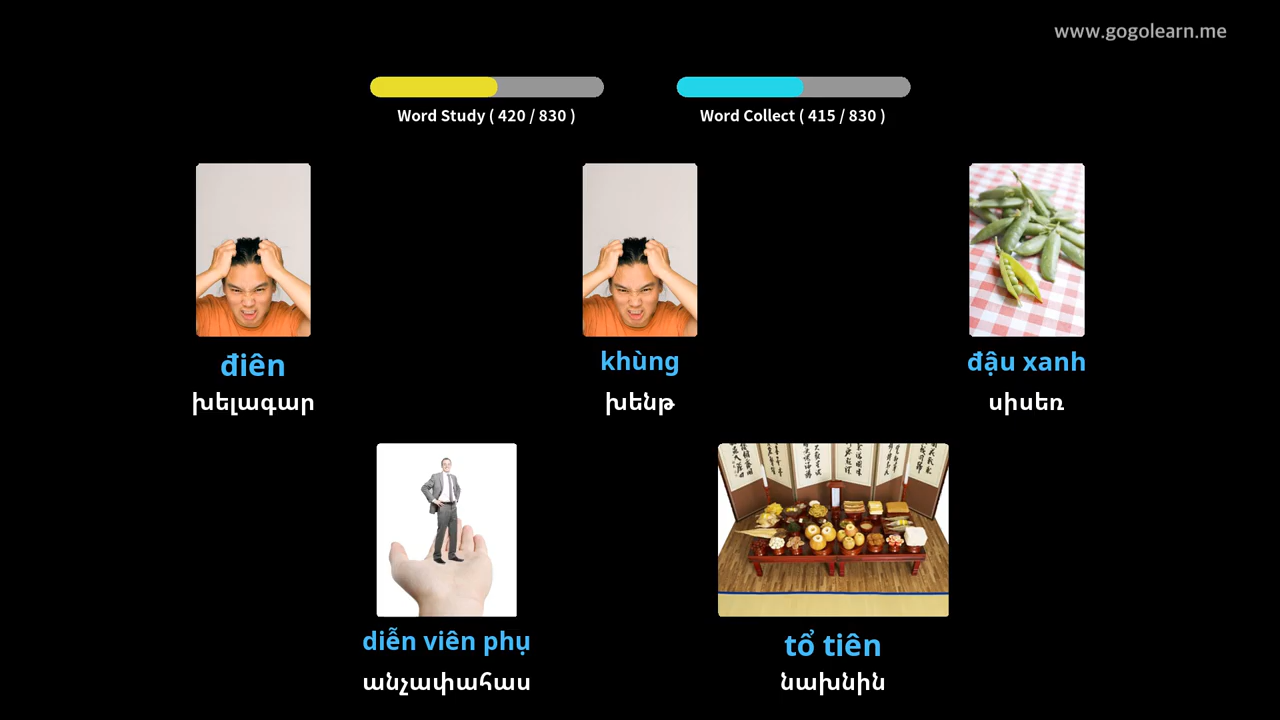 www.gogolearn.me
Word Study ( 420 / 830 )
Word Collect ( 415 / 830 )
điên
խելագար
khùng
խենթ
đậu xanh
սիսեռ
diễn viên phụ
անչափահաս
tổ tiên
նախնին